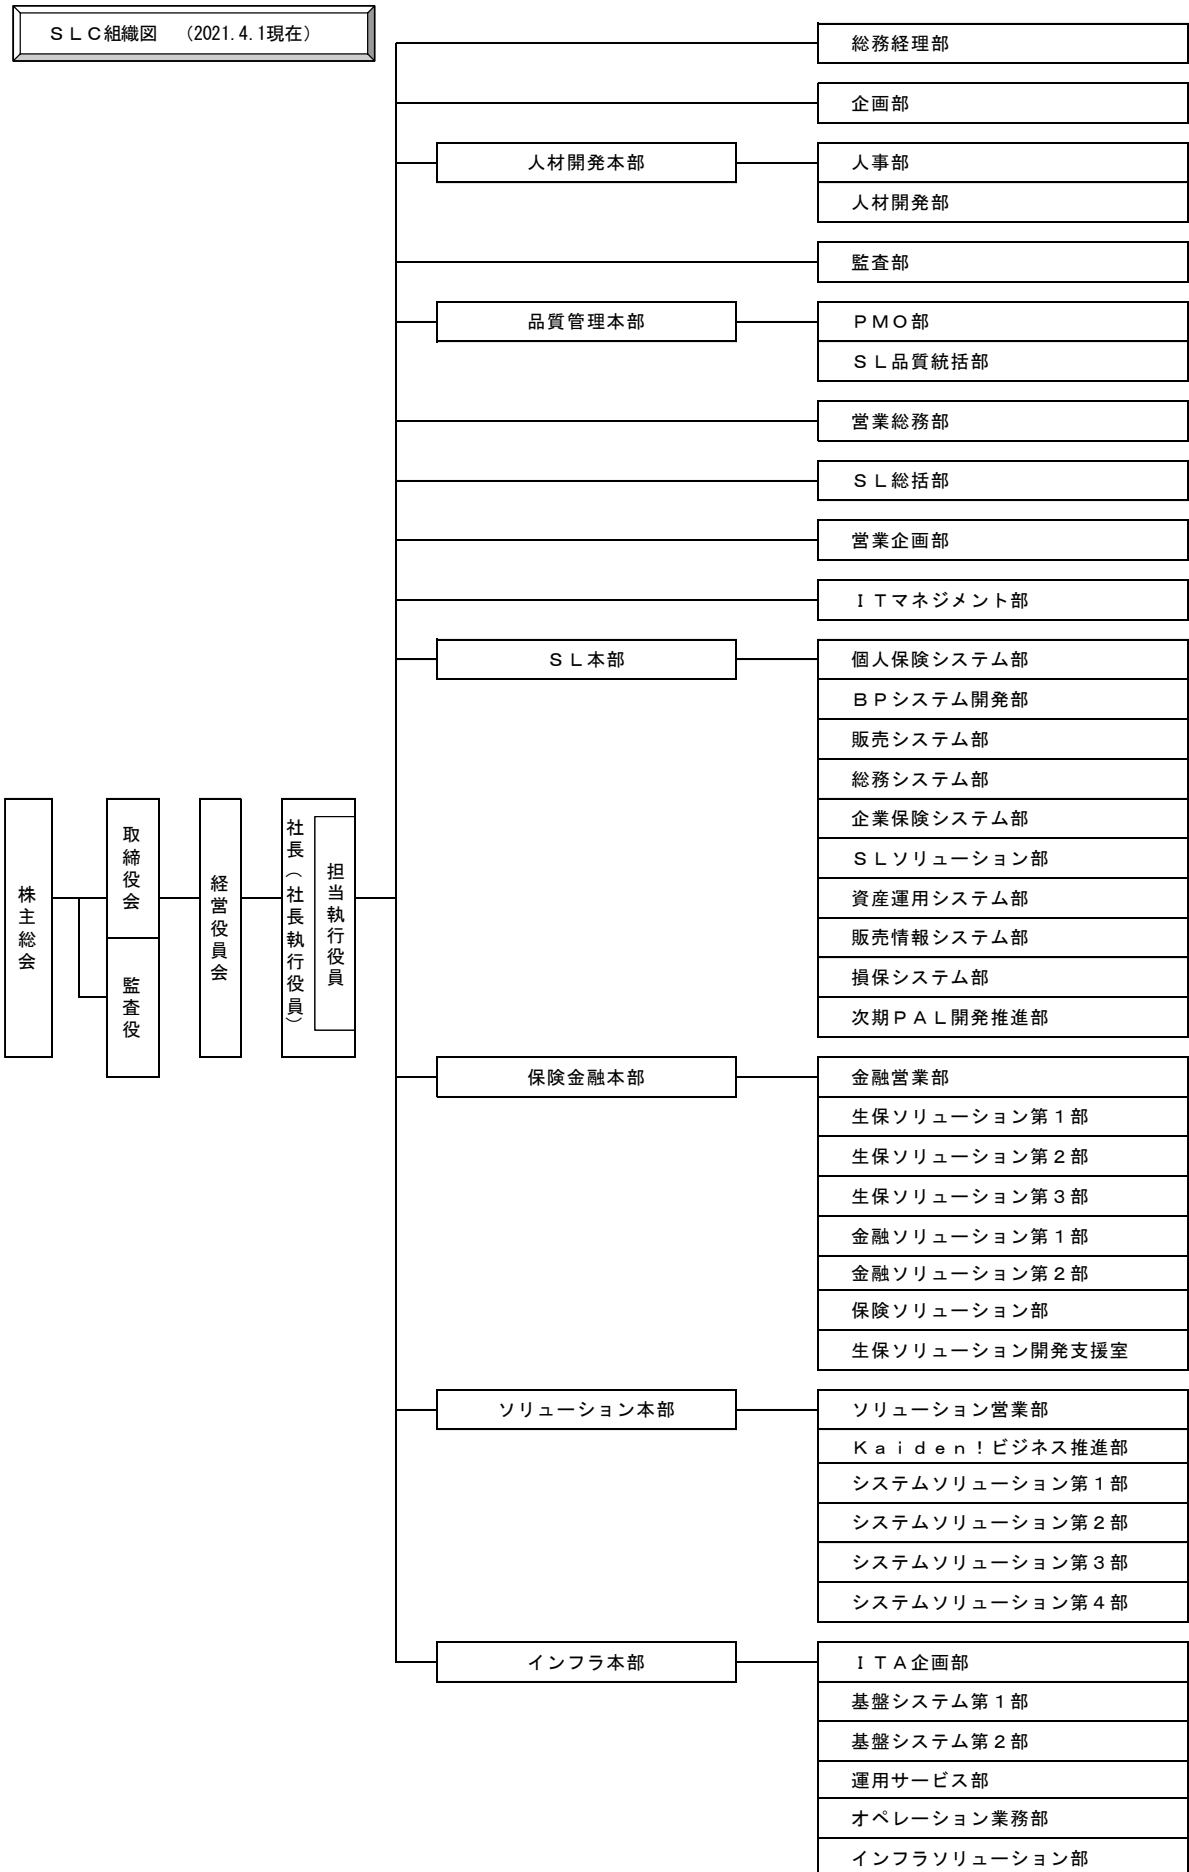 ＳＬＣ組織図　（2021.4.1現在）
株主総会
取締役会
監査役
経営役員会
社長（社長執行役員）
担当執行役員
総務経理部
企画部
人材開発本部
人事部
人材開発部
監査部
品質管理本部
ＰＭＯ部
ＳＬ品質統括部
営業総務部
ＳＬ総括部
営業企画部
ＩＴマネジメント部
ＳＬ本部
個人保険システム部
ＢＰシステム開発部
販売システム部
総務システム部
企業保険システム部
ＳＬソリューション部
資産運用システム部
販売情報システム部
損保システム部
次期ＰＡＬ開発推進部
保険金融本部
金融営業部
生保ソリューション第１部
生保ソリューション第２部
生保ソリューション第３部
金融ソリューション第１部
金融ソリューション第２部
保険ソリューション部
生保ソリューション開発支援室
ソリューション本部
ソリューション営業部
Ｋａｉｄｅｎ！ビジネス推進部
システムソリューション第１部
システムソリューション第２部
システムソリューション第３部
システムソリューション第４部
インフラ本部
ＩＴＡ企画部
基盤システム第１部
基盤システム第２部
運用サービス部
オペレーション業務部
インフラソリューション部